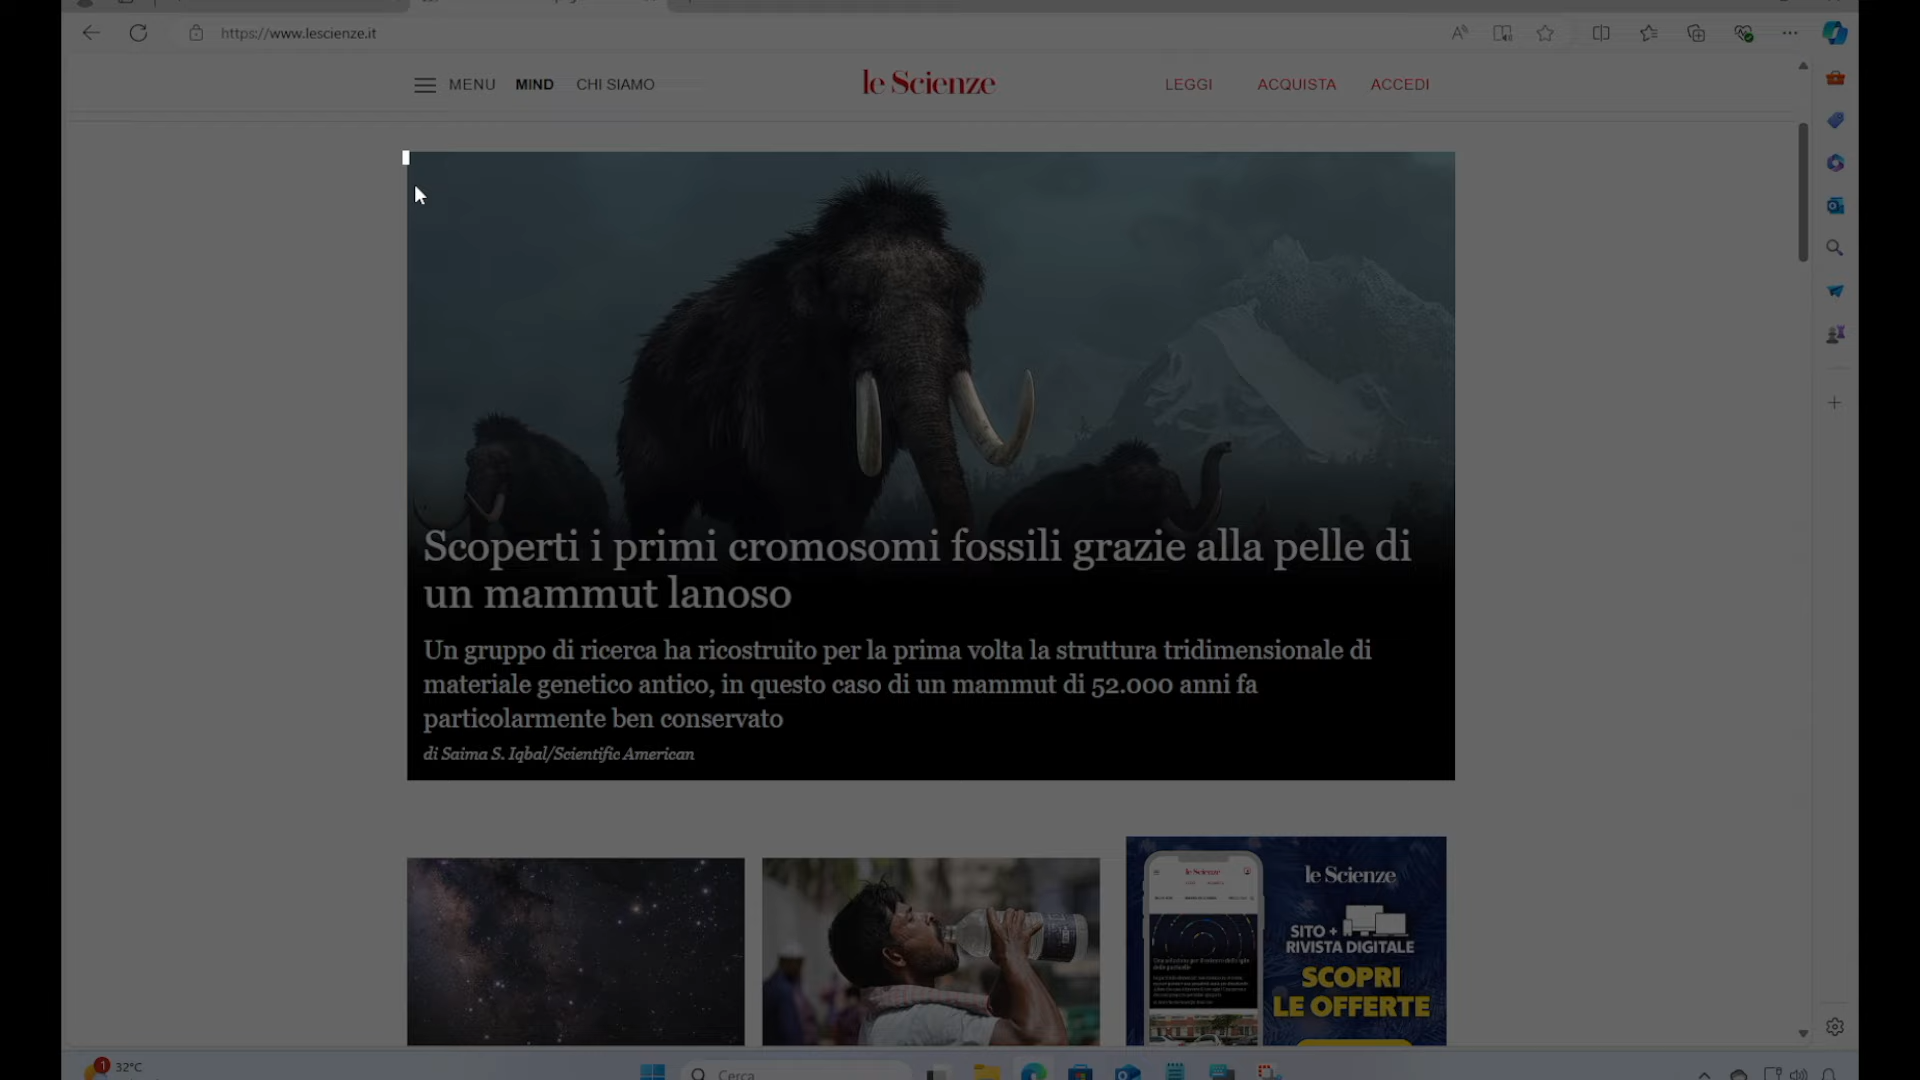 https://www.lescienze.it
MENU MIND CHI SIAMO le Scienze LEGGI ACQUISTA ACCEDI
Scoperti i primi cromosomi fossili grazie alla pelle di
un mammut lanoso
Un gruppo di ricerca ha ricostruito per la prima volta la struttura tridimensionale di
materiale genetico antico, in questo caso di un mammut di 52.000 anni fa
particolarmente ben conservato
di Saima S. Iqbal/Scientific American
le Scienze
le Scienze
SITO +
RIVISTA DIGITALE
SCOPRI
LE OFFERTE
1 32°C
Cerca